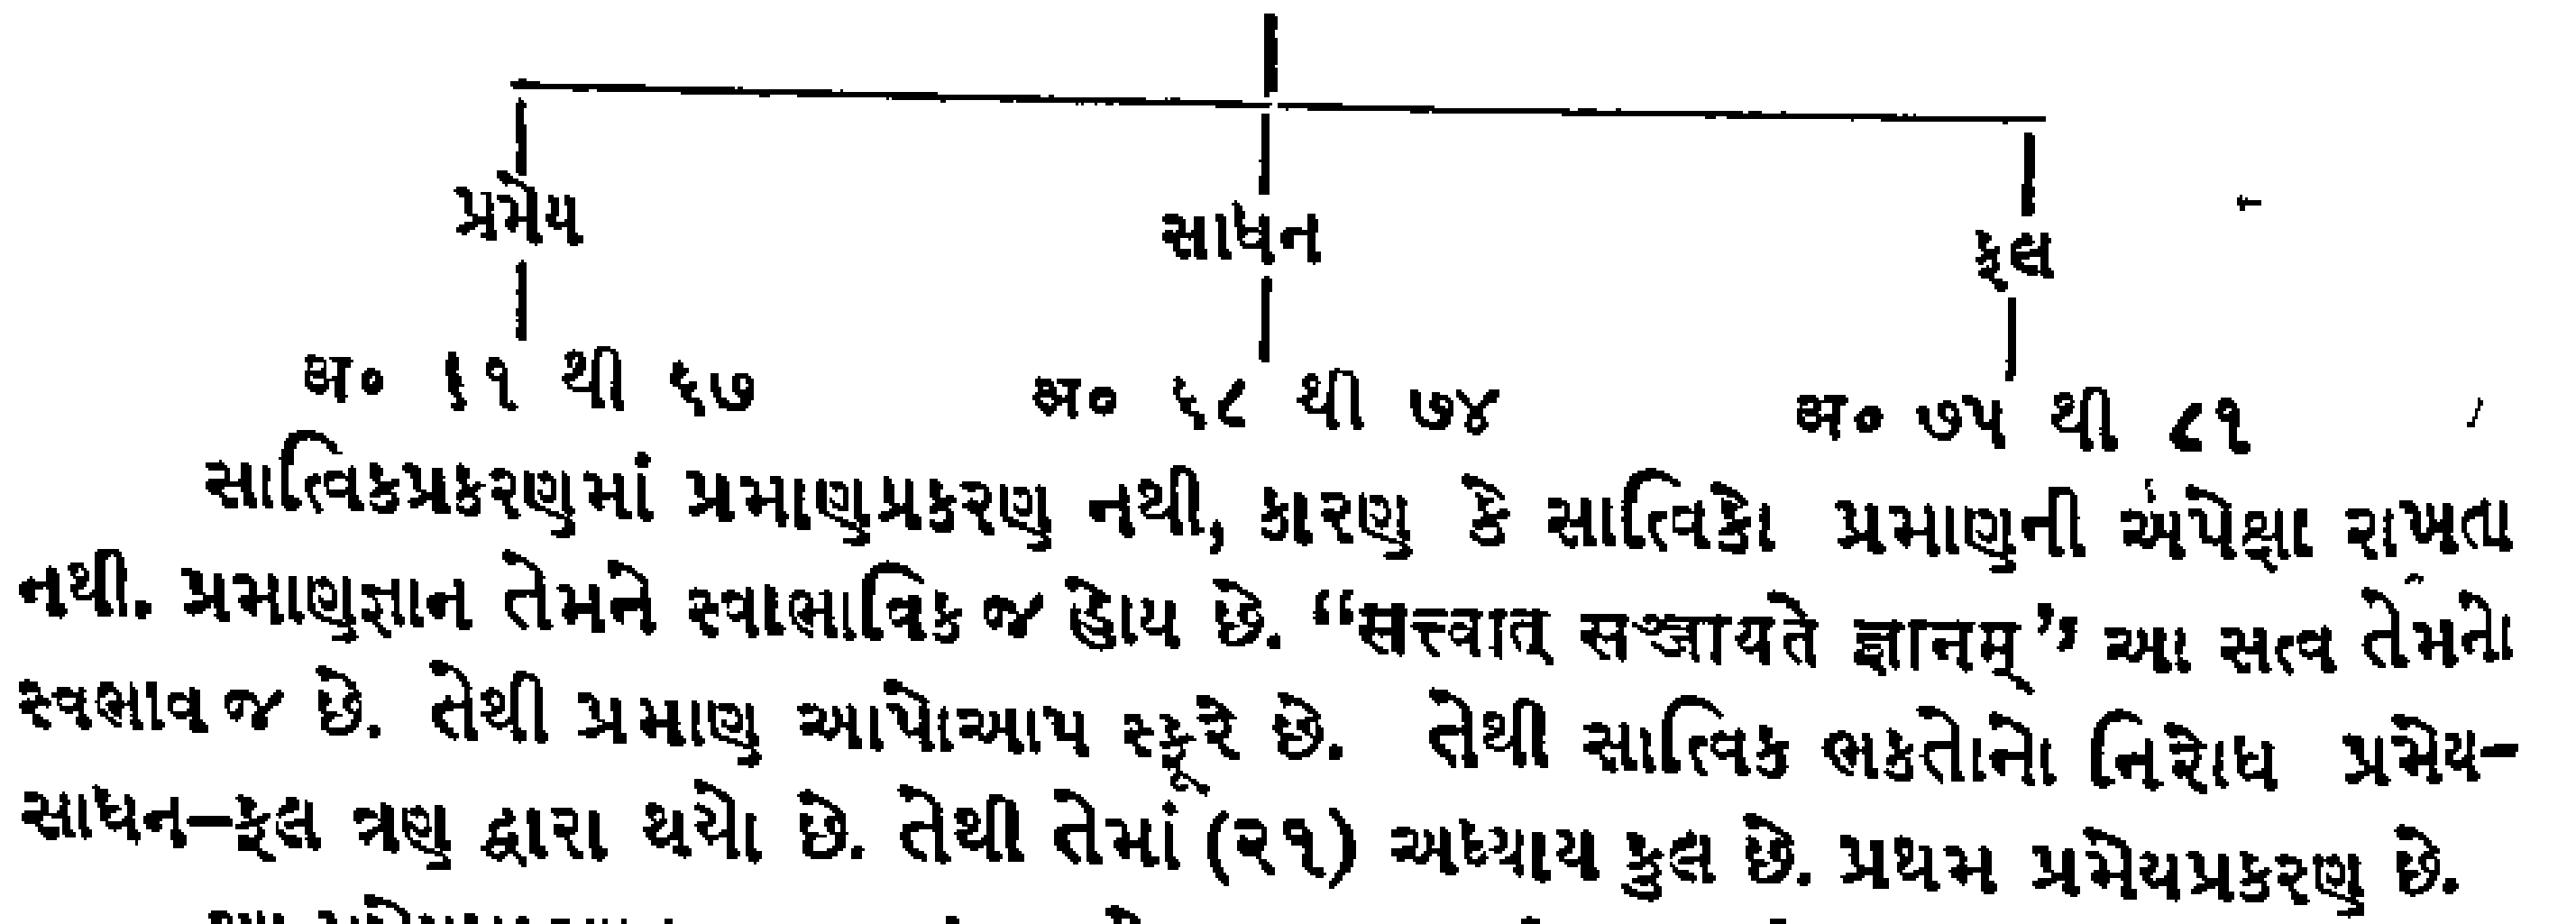 પ્રમેય સાધન ફલ
અ૦ ૬૧ થી ૬૭ અ૦ ૬૮ થી ૭૪ અ૦ ૭૫ થી ૮૧
સાત્વિકપ્રકરણમાં પ્રમાણપ્રકરણ નથી, કારણ કે સાત્વિકો પ્રમાણની અપેક્ષા રાખતા
નથી. પ્રમાણજ્ઞાન તેમને સ્વાભાવિક જ હોય છે. “सत्त्वात् सञ्जायते ज्ञानम्” આ સત્વ તેમનો
સ્વભાવ જ છે. તેથી પ્રમાણ આપોઆપ સ્ફૂરે છે. તેથી સાત્વિક ભકતોનો નિરોધ પ્રમેય–
સાધન–ફલ ત્રણ દ્વારા થયો છે. તેથી તેમાં (૨૧) અધ્યાય કુલ છે. પ્રથમ પ્રમેયપ્રકરણ છે.